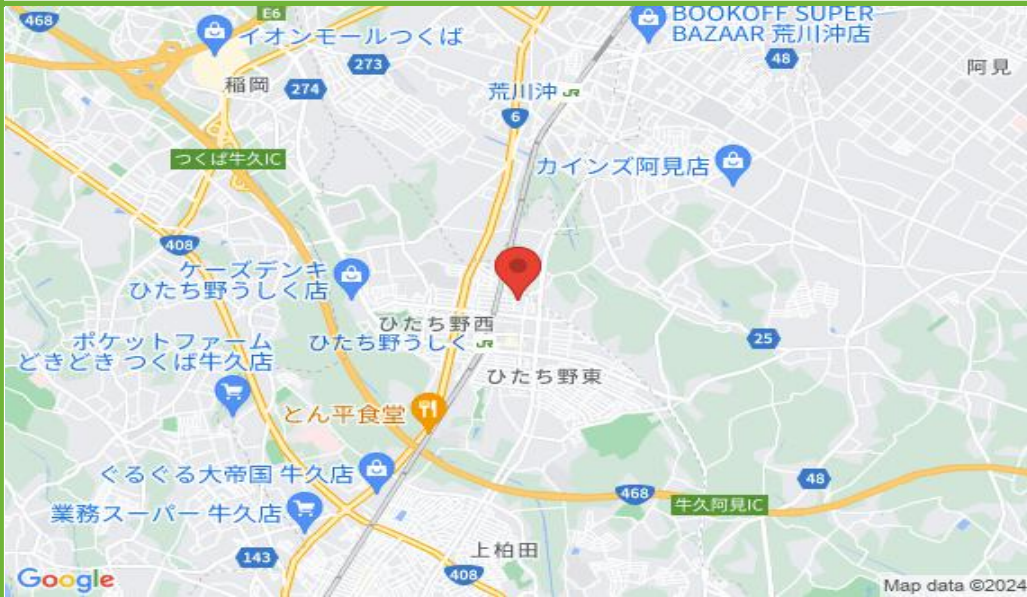 468
E6
イオンモールつくば
BOOKOFF SUPER
BAZAAR 荒川沖店
273
48
稲岡
274
荒川沖 JR
阿見
6
つくば牛久IC
カインズ阿見店
408
ケーズデンキ
ひたち野うしく店
ひたち野西
ポケットファーム
どきどき つくば牛久店
ひたち野うしく JR
25
ひたち野東
とん平食堂
ぐるぐる大帝国 牛久店
48
468
牛久阿見IC
業務スーパー 牛久店
143
上柏田
408
Google
Map data ©2024